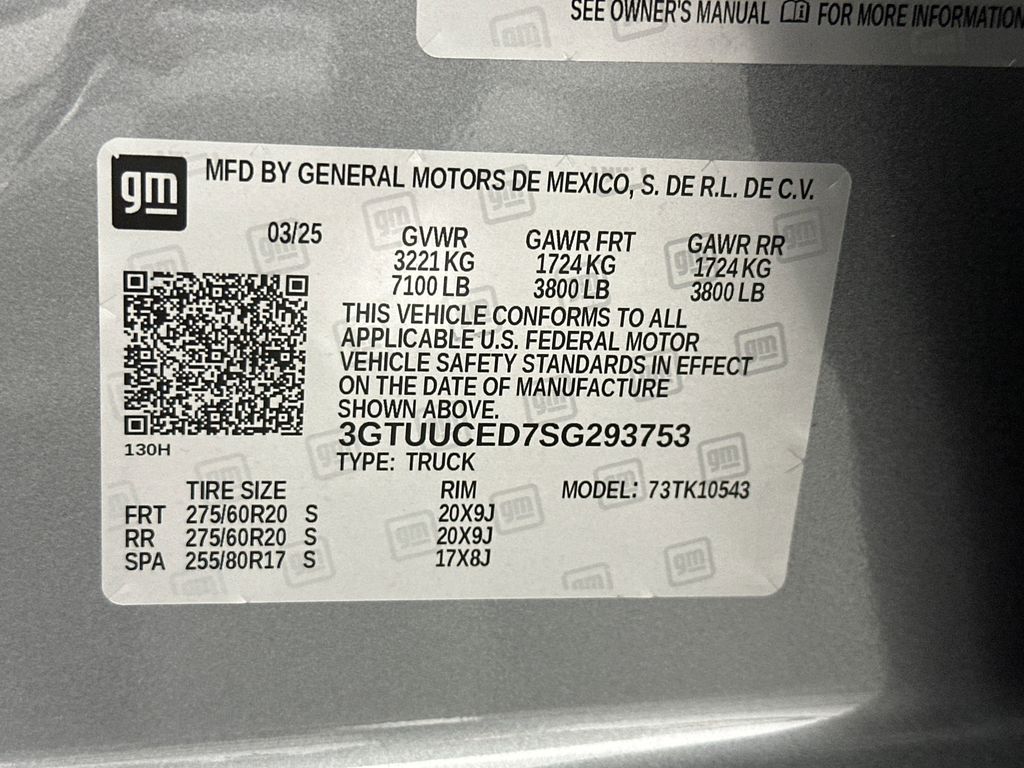 SEE OWNER'S MANUAL FOR MORE INFORMATION
gm
MFD BY GENERAL MOTORS DE MEXICO, S. DE R.L. DE C.V.
03/25 GVWR GAWR FRT GAWR RR
3221 KG 1724 KG 1724 KG
7100 LB 3800 LB 3800 LB
THIS VEHICLE CONFORMS TO ALL
APPLICABLE U.S. FEDERAL MOTOR
VEHICLE SAFETY STANDARDS IN EFFECT
ON THE DATE OF MANUFACTURE
SHOWN ABOVE.
3GTUUCED7SG293753
130H
TYPE: TRUCK
TIRE SIZE RIM MODEL: 73TK10543
FRT 275/60R20 S 20X9J
RR 275/60R20 S 20X9J
SPA 255/80R17 S 17X8J